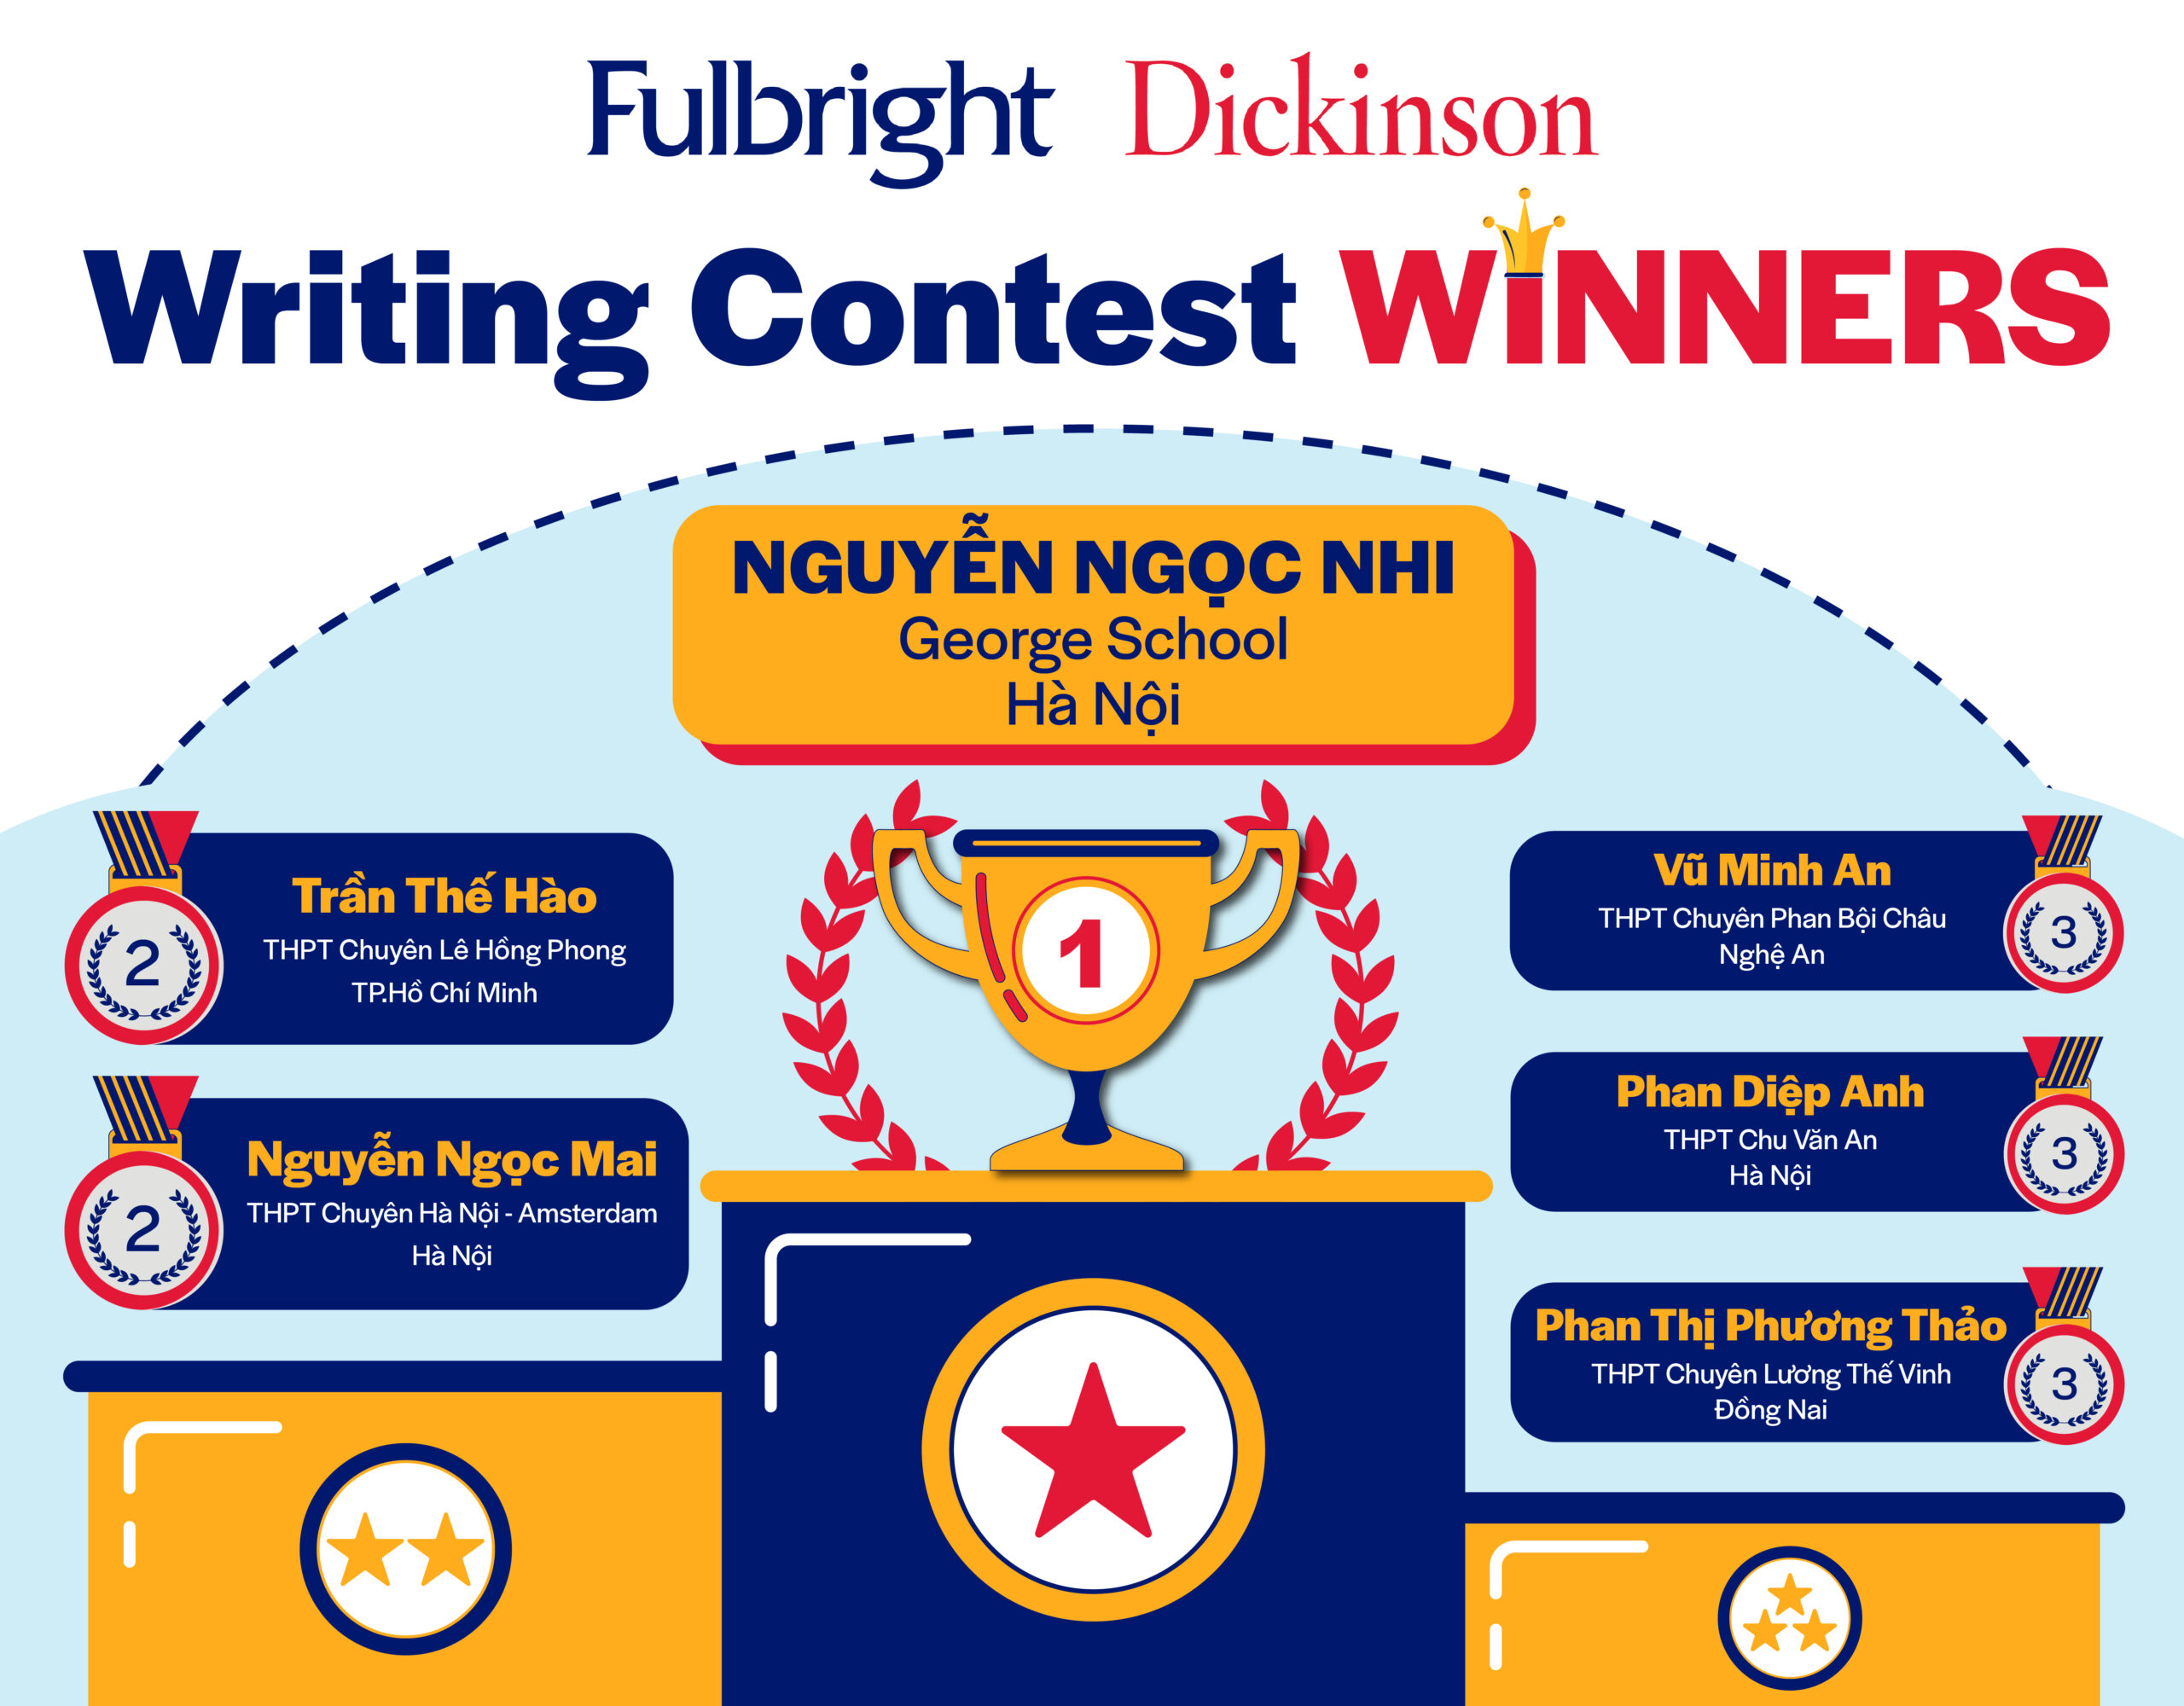 Fulbright Dickinson
Writing Contest WINNERS
NGUYỄN NGỌC NHI
George School
Hà Nội
1
2
Trần Thế Hào
THPT Chuyên Lê Hồng Phong
TP.Hồ Chí Minh
2
Nguyễn Ngọc Mai
THPT Chuyên Hà Nội - Amsterdam
Hà Nội
Vũ Minh An
THPT Chuyên Phan Bội Châu
Nghệ An
3
Phan Diệp Anh
THPT Chu Văn An
Hà Nội
3
Phan Thị Phương Thảo
THPT Chuyên Lương Thế Vinh
Đồng Nai
3